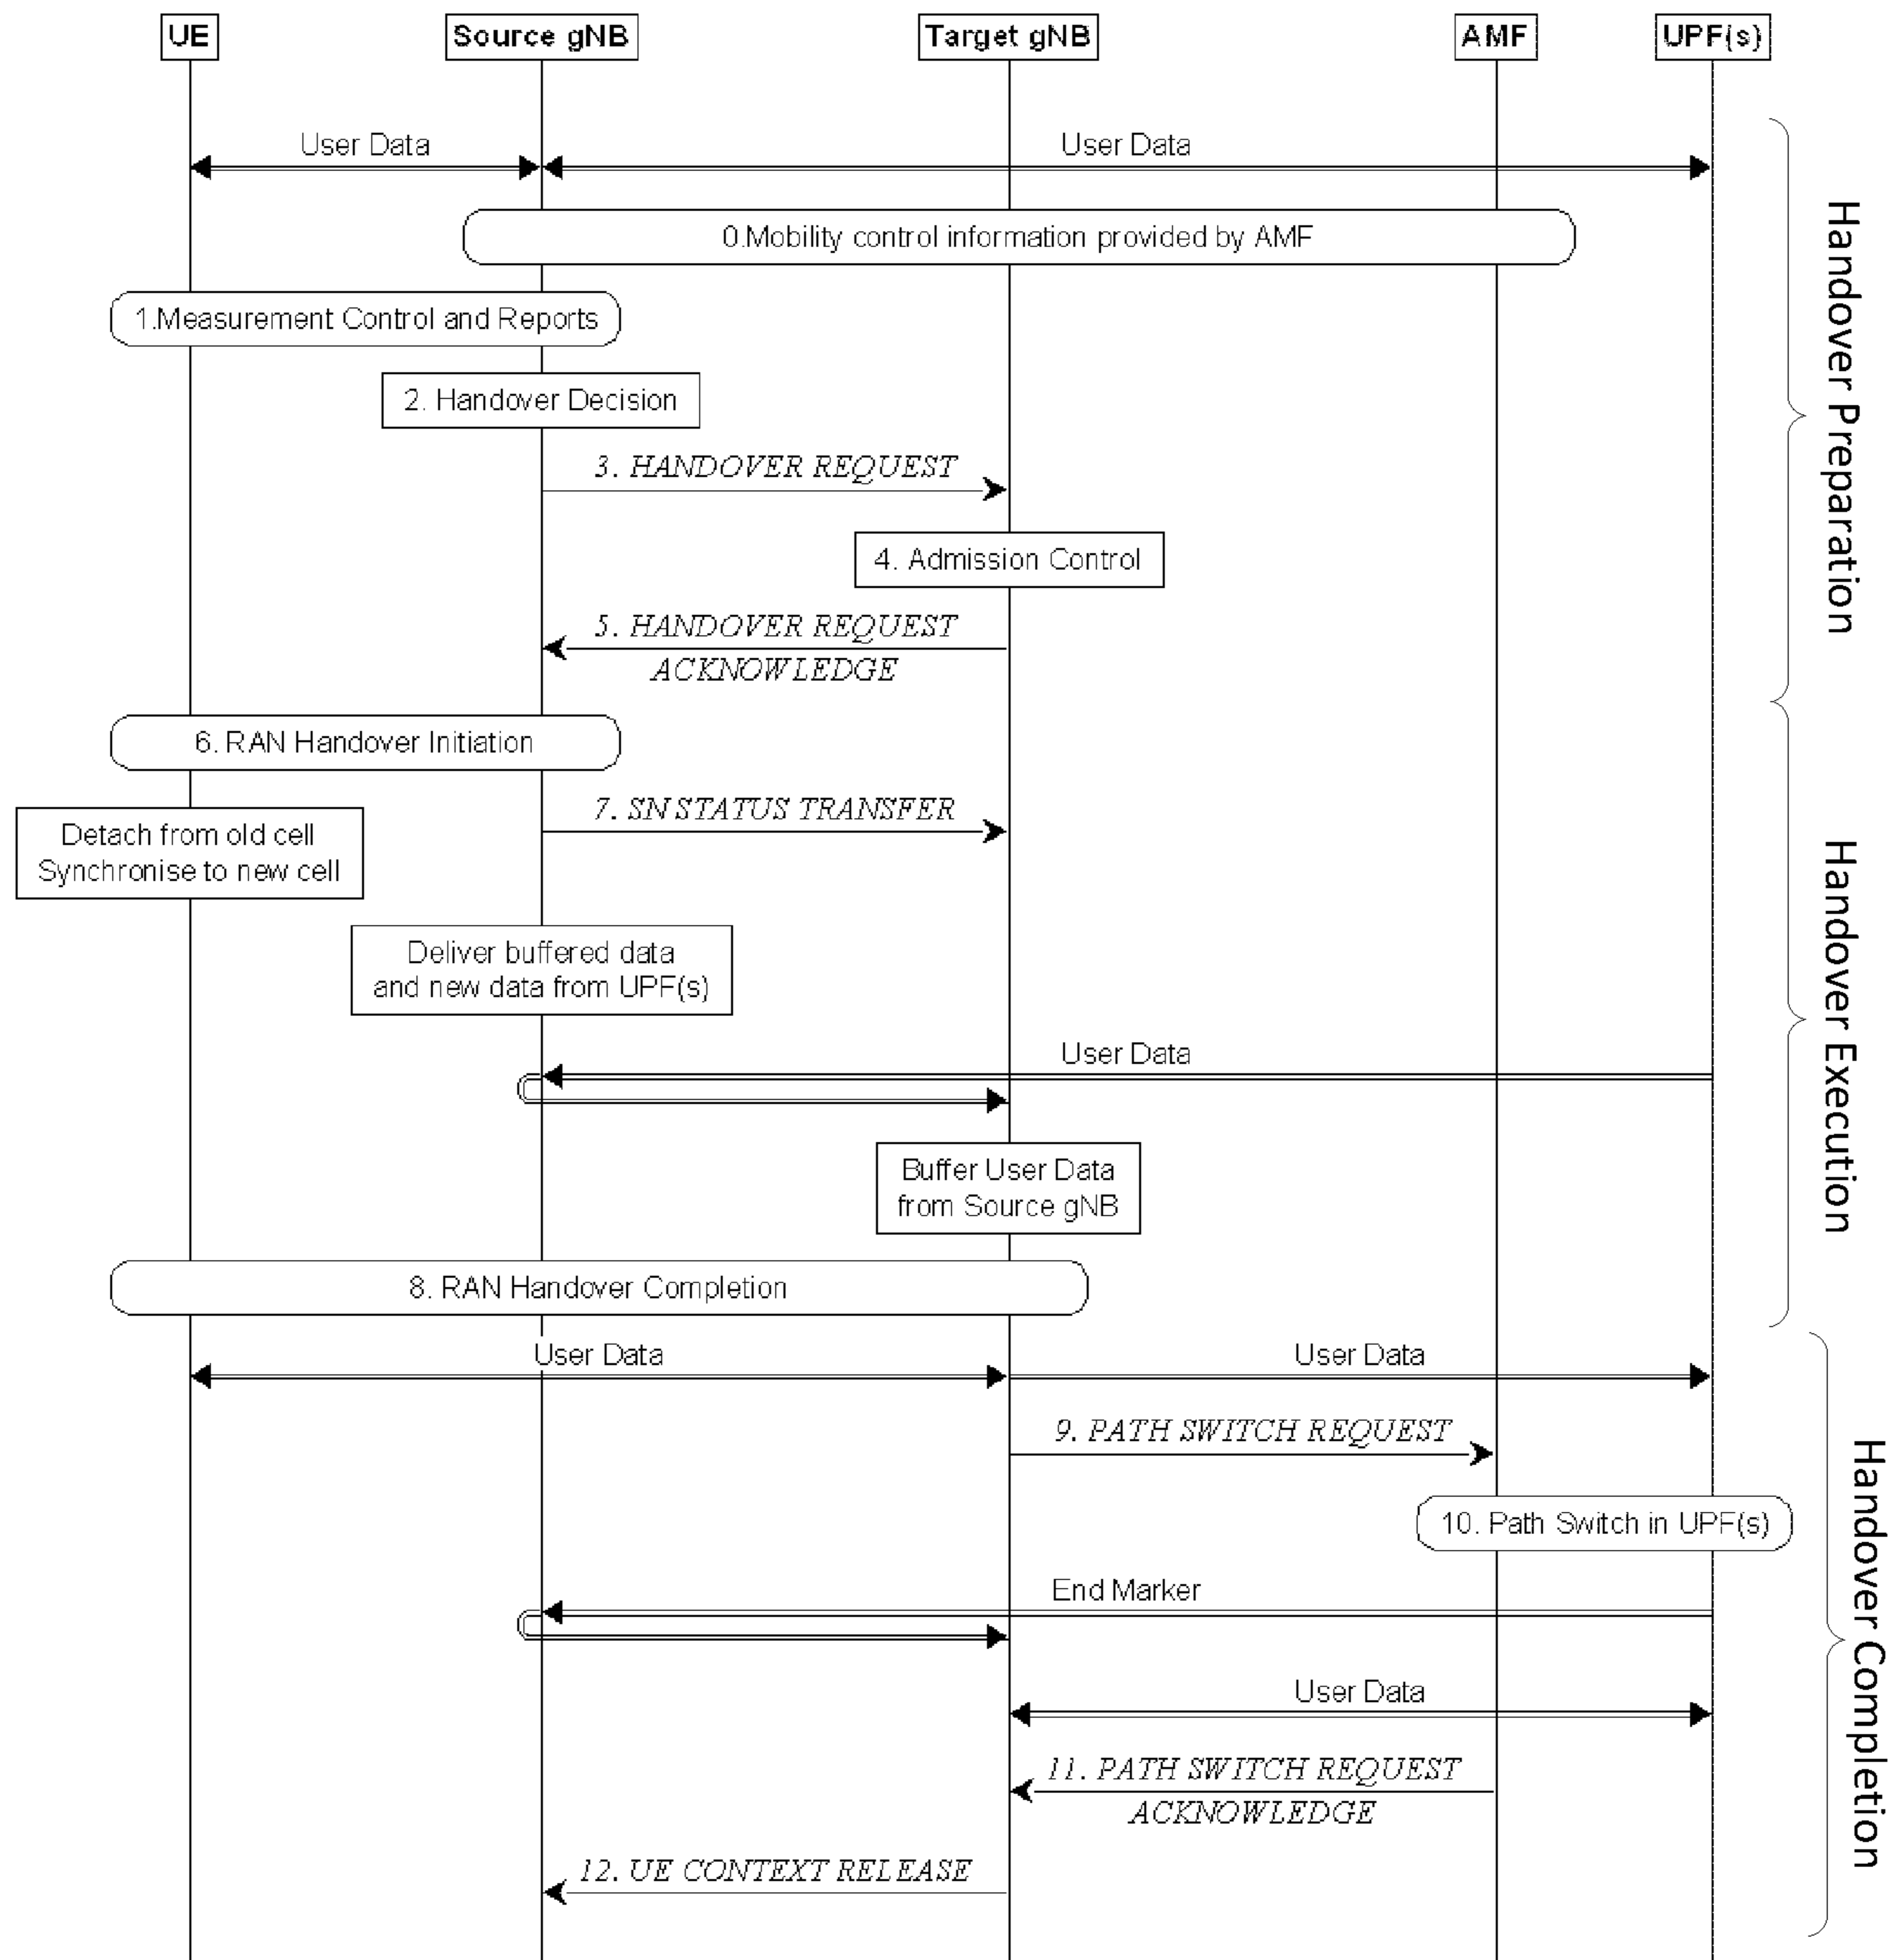 UE
Source gNB
Target gNB
AMF
UPF(s)
User Data
User Data
0.Mobility control information provided by AMF
1.Measurement Control and Reports
2. Handover Decision
3. HANDOVER REQUEST
4. Admission Control
5. HANDOVER REQUEST
ACKNOWLEDGE
Handover Preparation
6. RAN Handover Initiation
7. SN STATUS TRANSFER
Detach from old cell
Synchronise to new cell
Deliver buffered data
and new data from UPF(s)
User Data
Buffer User Data
from Source gNB
8. RAN Handover Completion
Handover Execution
User Data
User Data
9. PATH SWITCH REQUEST
10. Path Switch in UPF(s)
End Marker
User Data
11. PATH SWITCH REQUEST
ACKNOWLEDGE
12. UE CONTEXT RELEASE
Handover Completion